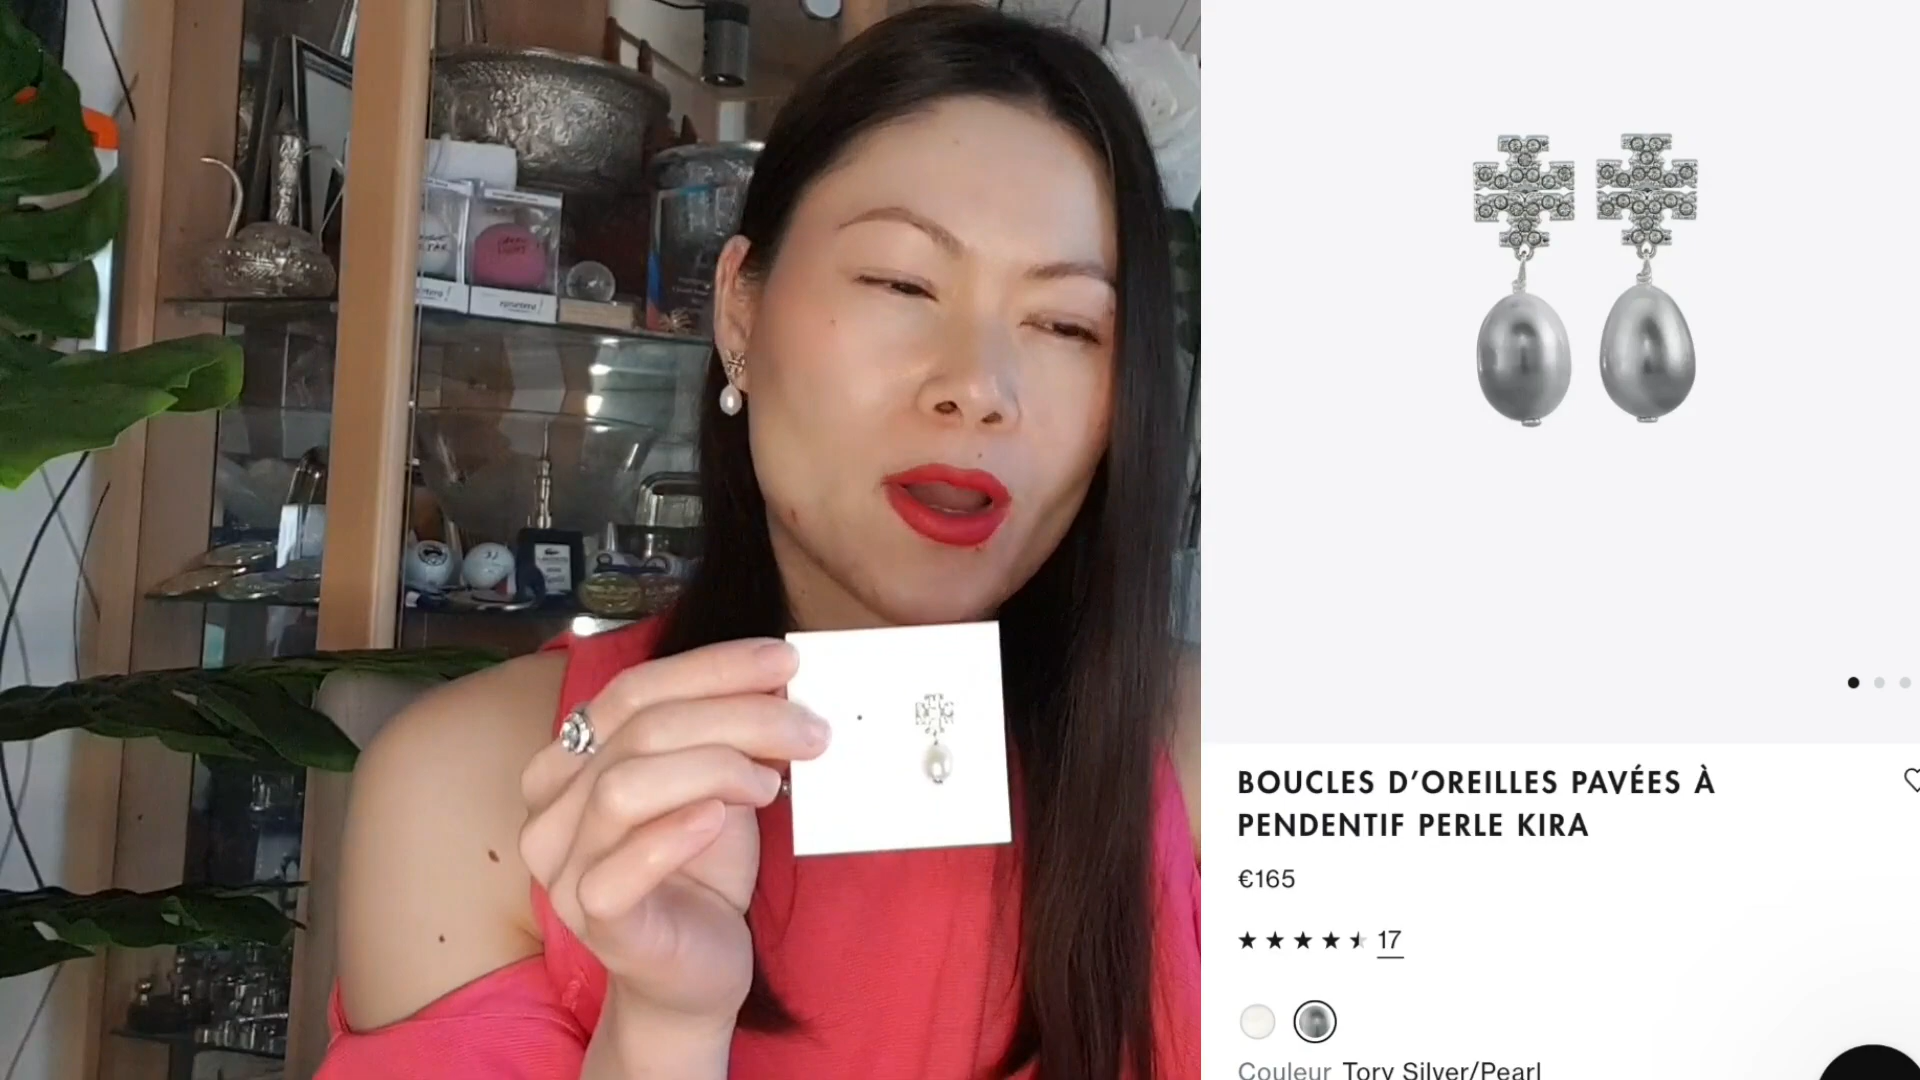 BOUCLES D’OREILLES PAVÉES À
PENDENTIF PERLE KIRA
€165
17
Couleur Tory Silver/Pearl